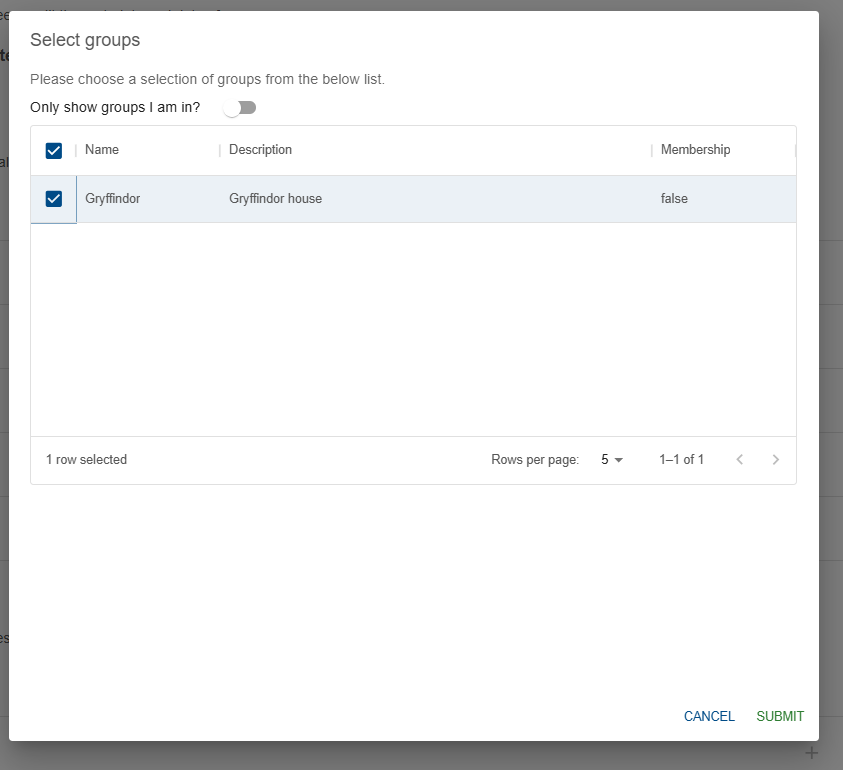 Select groups
Please choose a selection of groups from the below list.
Only show groups I am in?
Name Description Membership
Gryffindor Gryffindor house false
1 row selected Rows per page: 5 1–1 of 1
CANCEL SUBMIT